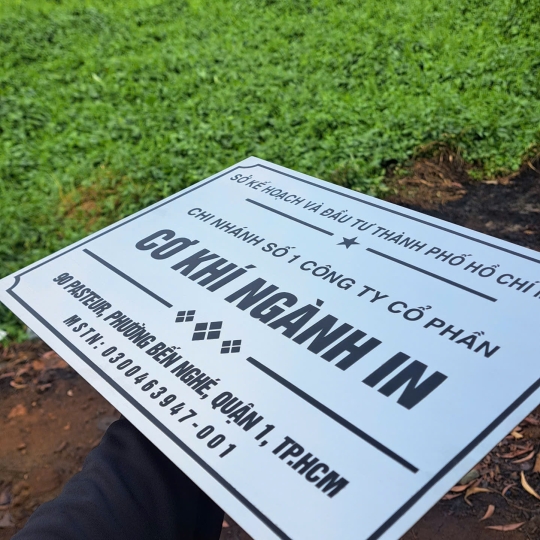 SỞ KẾ HOẠCH VÀ ĐẦU TƯ THÀNH PHỐ HỒ CHÍ
CHI NHÁNH SỐ 1 CÔNG TY CỔ PHẦN
CƠ KHÍ NGÀNH IN
90 PASTEUR, PHƯỜNG BẾN NGHÉ, QUẬN 1, TP.HCM
MSTN: 0300463947-001